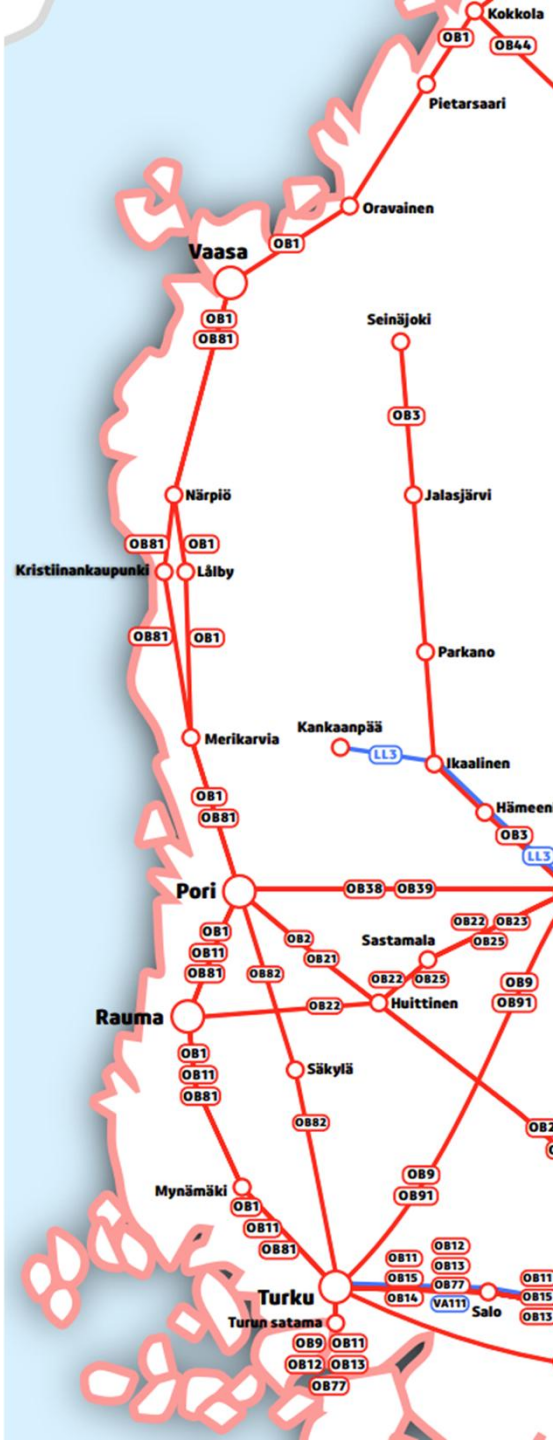 Kokkola
OB1
OB44
Pietarsaari
Oravainen
OB1
Vaasa
OB1
OB81
Seinäjoki
OB3
Närpiö
Jalasjärvi
OB81
OB1
Kristiinankaupunki
Lålby
OB81
OB1
Parkano
Kankaanpää
Merikarvia
LL3
Ikaalinen
OB1
OB81
Hämeen
OB3
LL3
Pori
OB38
OB39
OB1
OB11
OB81
OB2
OB21
OB82
Sastamala
OB22
OB23
OB25
OB22
OB25
OB9
OB91
Rauma
OB22
Huittinen
OB1
OB11
OB81
Säkylä
OB82
OB2
Mynämäki
OB1
OB11
OB81
OB9
OB91
OB11
OB12
OB13
OB15
OB77
OB14
VA111
Turku
Salo
OB11
OB15
OB13
Turun satama
OB9
OB11
OB12
OB13
OB77